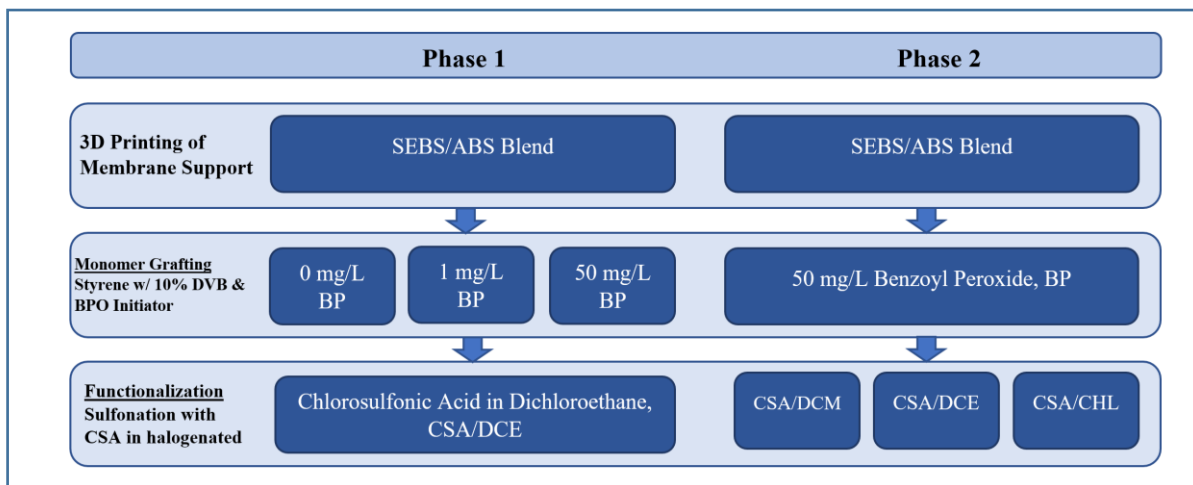 Phase 1
Phase 2
3D Printing of
Membrane Support
SEBS/ABS Blend
SEBS/ABS Blend
Monomer Grafting
Styrene w/ 10% DVB &
BPO Initiator
0 mg/L
BP
1 mg/L
BP
50 mg/L
BP
50 mg/L Benzoyl Peroxide, BP
Functionalization
Sulfonation with
CSA in halogenated
Chlorosulfonic Acid in Dichloroethane,
CSA/DCE
CSA/DCM
CSA/DCE
CSA/CHL